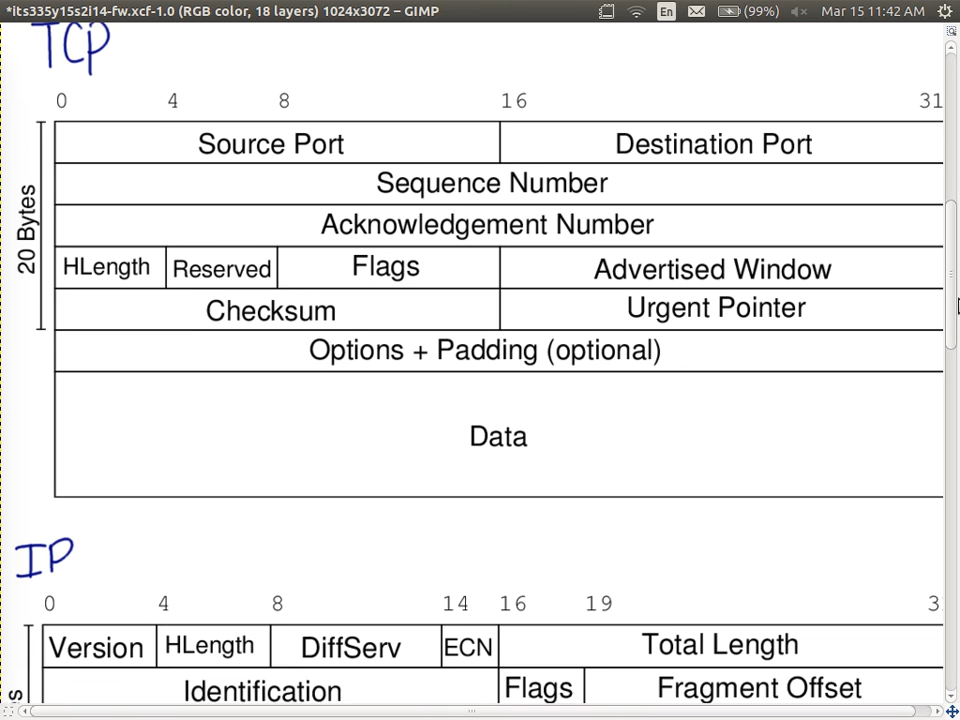 *its335y15s2i14-fw.xcf-1.0 (RGB color, 18 layers) 1024x3072 – GIMP En (99%) Mar 15 11:42 AM
TCP
0 4 8 16 31
20 Bytes
Source Port Destination Port
Sequence Number
Acknowledgement Number
HLength Reserved Flags Advertised Window
Checksum Urgent Pointer
Options + Padding (optional)
Data
IP
0 4 8 14 16 19 3
Version HLength DiffServ ECN Total Length
Identification Flags Fragment Offset